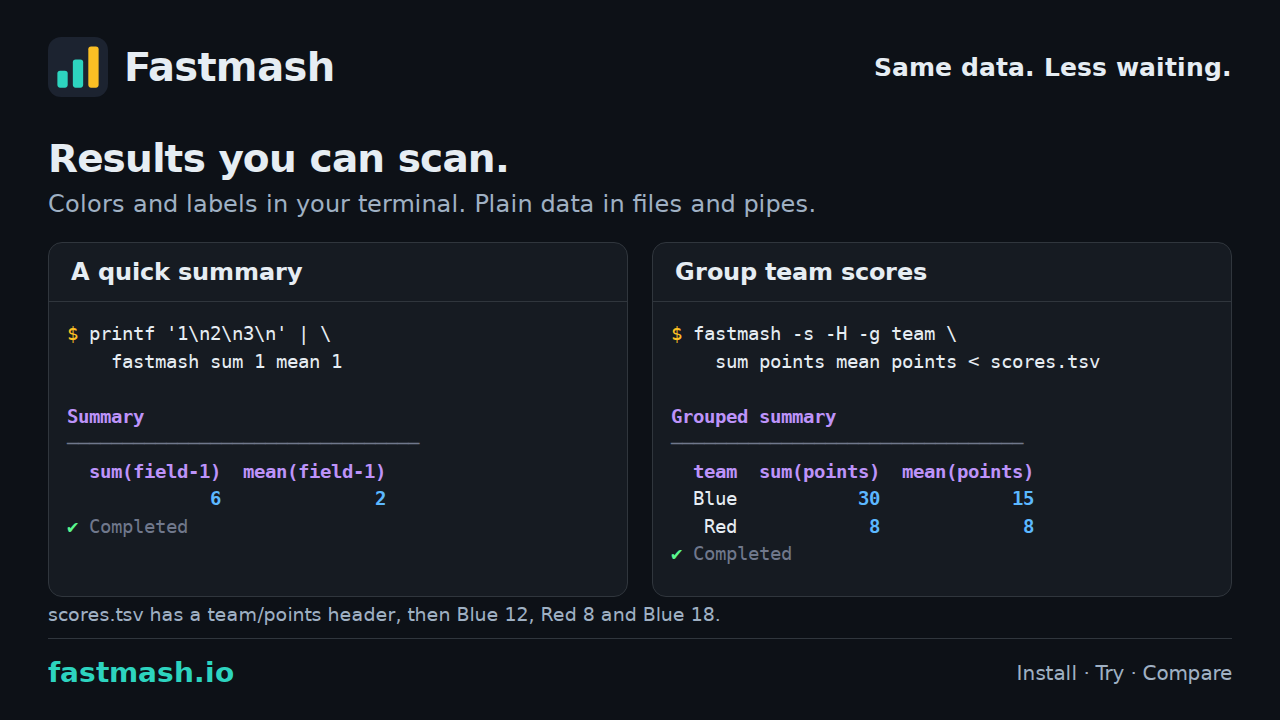 Fastmash
Same data. Less waiting.
Results you can scan.
Colors and labels in your terminal. Plain data in files and pipes.
A quick summary
$ printf '1\n2\n3\n' | \
fastmash sum 1 mean 1
Summary
sum(field-1) mean(field-1)
6 2
✔ Completed
Group team scores
$ fastmash -s -H -g team \
sum points mean points < scores.tsv
Grouped summary
team sum(points) mean(points)
Blue 30 15
Red 8 8
✔ Completed
scores.tsv has a team/points header, then Blue 12, Red 8 and Blue 18.
fastmash.io
Install · Try · Compare